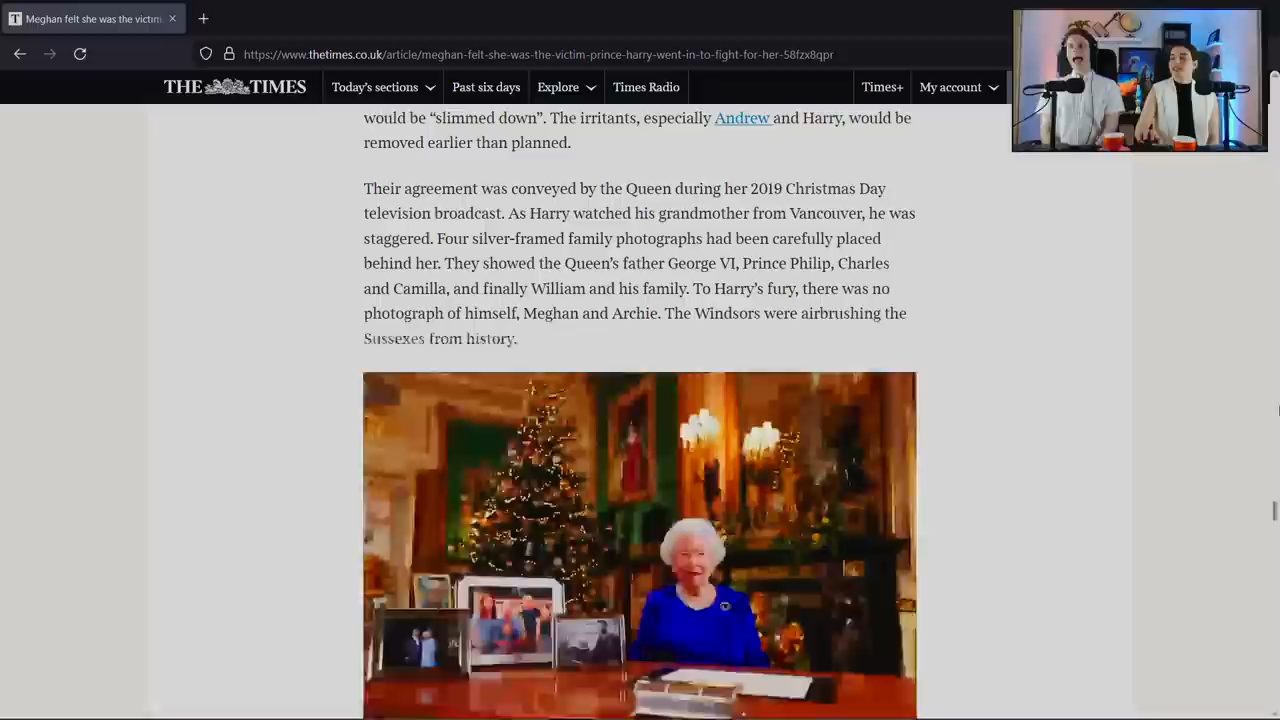 Meghan felt she was the victim
https://www.thetimes.co.uk/article/meghan-felt-she-was-the-victim-prince-harry-went-in-to-fight-for-her-58fzx8qpr
THE TIMES
Today's sections
Past six days
Explore
Times Radio
Times+
My account
would be “slimmed down”. The irritants, especially Andrew and Harry, would be
removed earlier than planned.
Their agreement was conveyed by the Queen during her 2019 Christmas Day
television broadcast. As Harry watched his grandmother from Vancouver, he was
staggered. Four silver-framed family photographs had been carefully placed
behind her. They showed the Queen’s father George VI, Prince Philip, Charles
and Camilla, and finally William and his family. To Harry’s fury, there was no
photograph of himself, Meghan and Archie. The Windsors were airbrushing the
Sussexes from history.